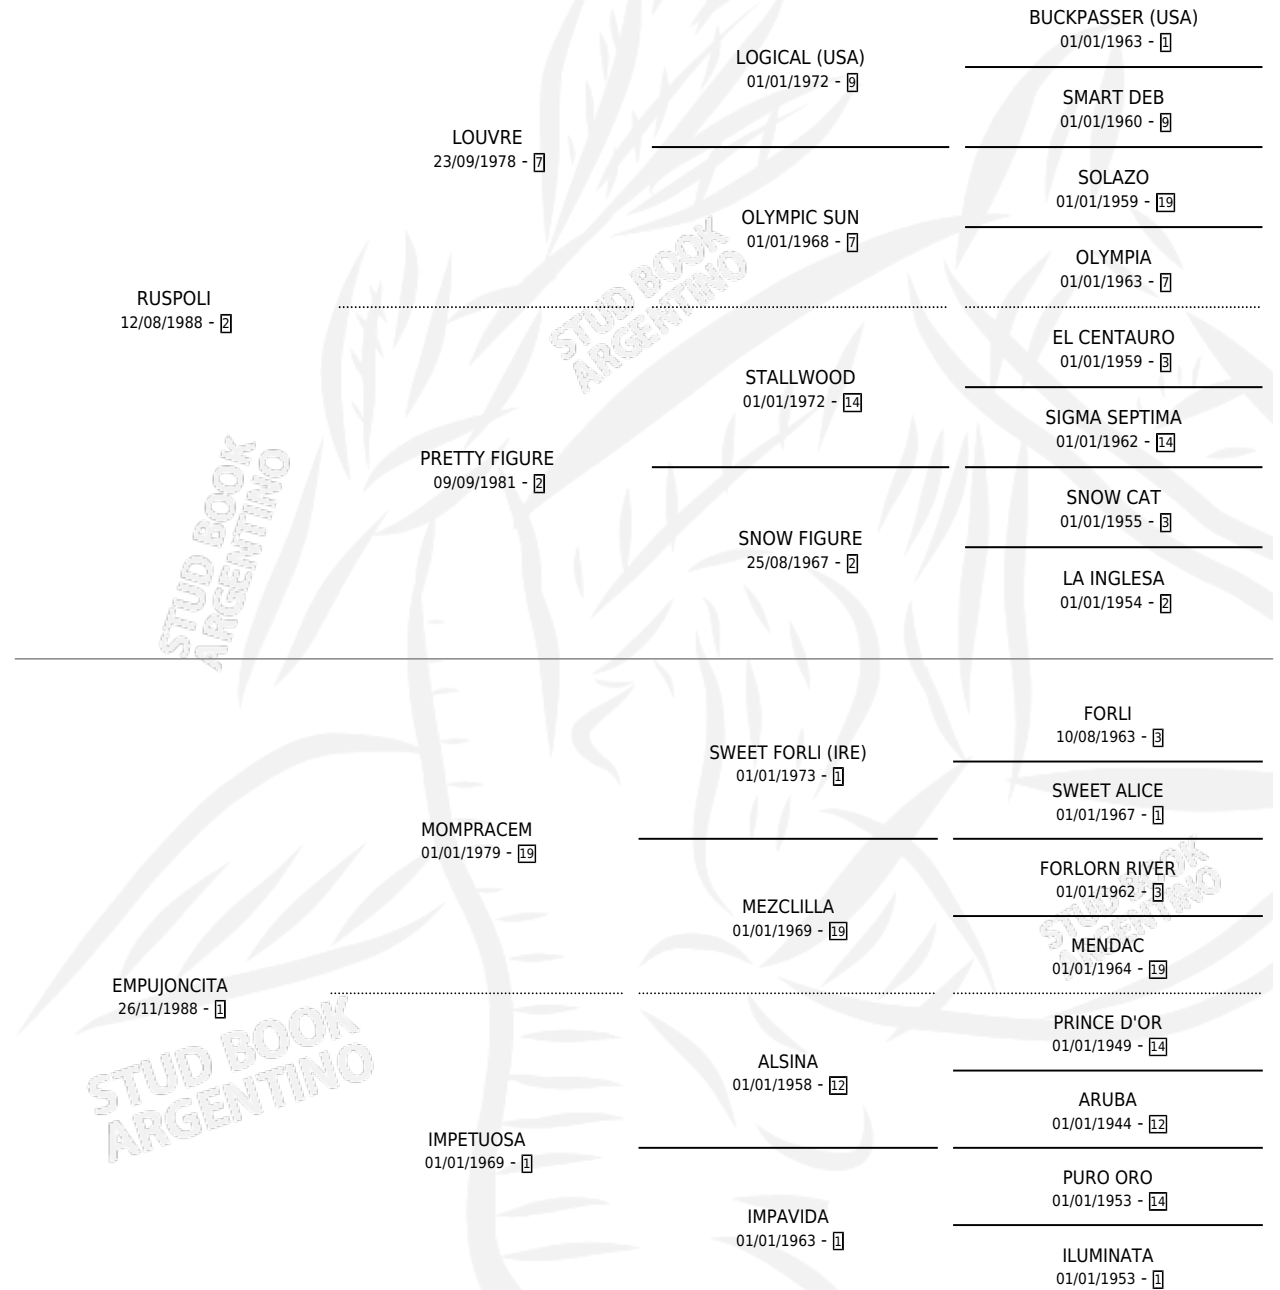 BUCKPASSER (USA)
01/01/1963 - 1
LOGICAL (USA)
01/01/1972 - 9
SMART DEB
01/01/1960 - 9
LOUVRE
23/09/1978 - 7
SOLAZO
01/01/1959 - 19
OLYMPIC SUN
01/01/1968 - 7
OLYMPIA
01/01/1963 - 7
RUSPOLI
12/08/1988 - 2
EL CENTAURO
01/01/1959 - 3
STALLWOOD
01/01/1972 - 14
SIGMA SEPTIMA
01/01/1962 - 14
PRETTY FIGURE
09/09/1981 - 2
SNOW CAT
01/01/1955 - 3
SNOW FIGURE
25/08/1967 - 2
LA INGLESA
01/01/1954 - 2
FORLI
10/08/1963 - 3
SWEET FORLI (IRE)
01/01/1973 - 1
SWEET ALICE
01/01/1967 - 1
MOMPRACEM
01/01/1979 - 19
FORLORN RIVER
01/01/1962 - 3
MEZCLILLA
01/01/1969 - 19
MENDAC
01/01/1964 - 19
EMPUJONCITA
26/11/1988 - 1
PRINCE D'OR
01/01/1949 - 14
ALSINA
01/01/1958 - 12
ARUBA
01/01/1944 - 12
IMPETUOSA
01/01/1969 - 1
PURO ORO
01/01/1953 - 14
IMPAVIDA
01/01/1963 - 1
ILUMINATA
01/01/1953 - 1
STUD BOOK
ARGENTINO
STUD BOOK
ARGENTINO
STUD BOOK
ARGENTINO
STUD BOOK
ARGENTINO